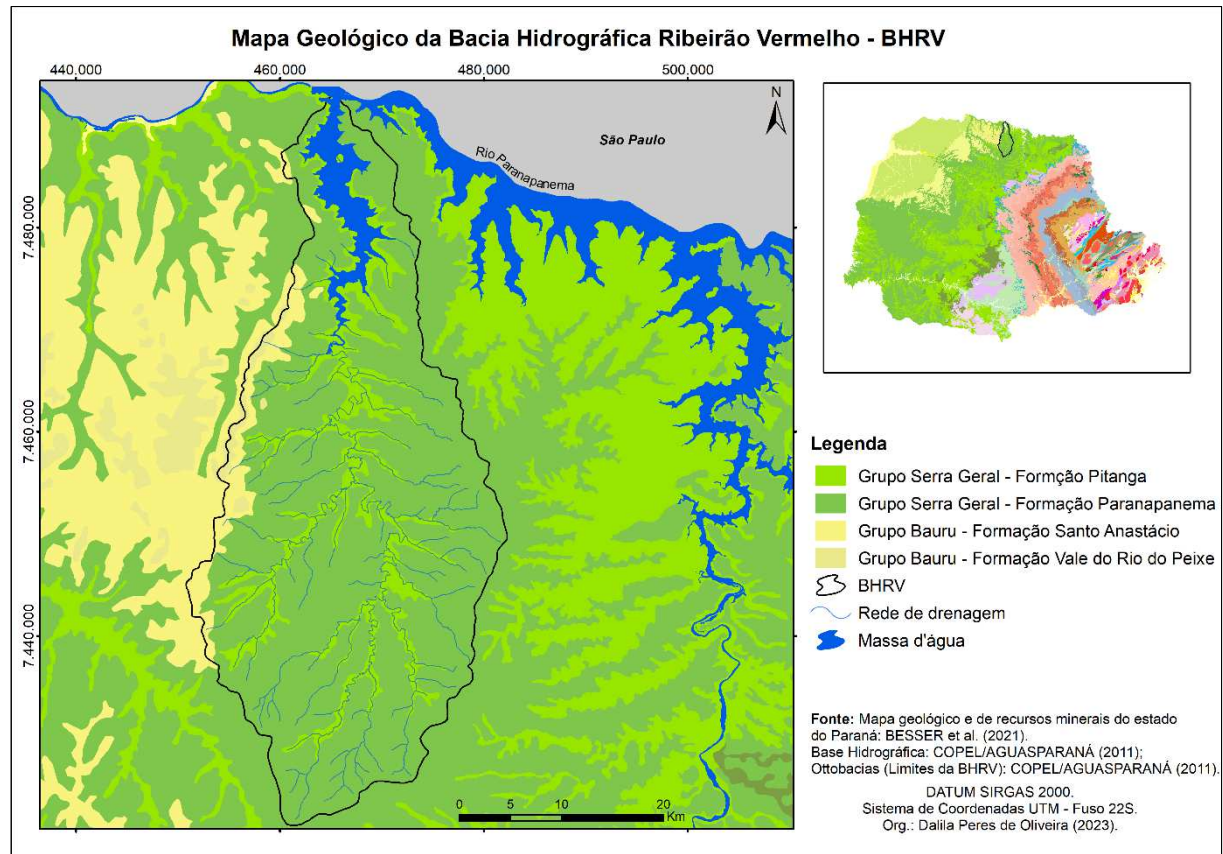 Mapa Geológico da Bacia Hidrográfica Ribeirão Vermelho - BHRV
440,000 460,000 480,000 500,000
N
São Paulo
Rio Paranapanema
7.480,000
7.460,000
7.440,000
0 5 10 20
Km
Legenda
Grupo Serra Geral - Formção Pitanga
Grupo Serra Geral - Formação Paranapanema
Grupo Bauru - Formação Santo Anastácio
Grupo Bauru - Formação Vale do Rio do Peixe
BHRV
Rede de drenagem
Massa d'água
Fonte: Mapa geológico e de recursos minerais do estado
do Paraná: BESSER et al. (2021).
Base Hidrográfica: COPEL/AGUASPARANÁ (2011);
Ottobacias (Limites da BHRV): COPEL/AGUASPARANÁ (2011).
DATUM SIRGAS 2000.
Sistema de Coordenadas UTM - Fuso 22S.
Org.: Dalila Peres de Oliveira (2023).